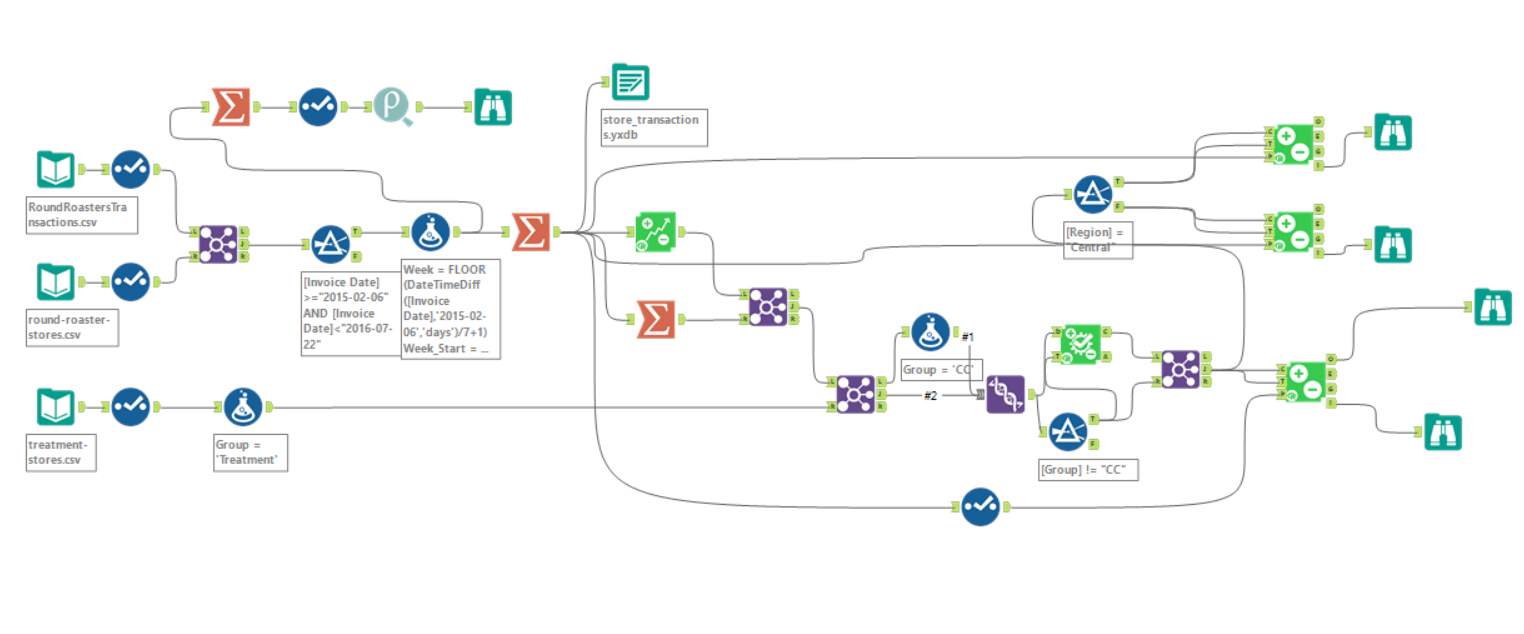 store_transaction
s.yxdb
RoundRoastersTra
nsactions.csv
[Invoice Date]
>="2015-02-06"
AND [Invoice
Date]<"2016-07-
22"
Week = FLOOR
(DateTimeDiff
([Invoice
Date],'2015-02-
06','days')/7+1)
Week_Start = ...
[Region] =
"Central"
round-roaster-
stores.csv
#1
Group = 'CC'
#2
treatment-
stores.csv
Group =
'Treatment'
[Group] != "CC"